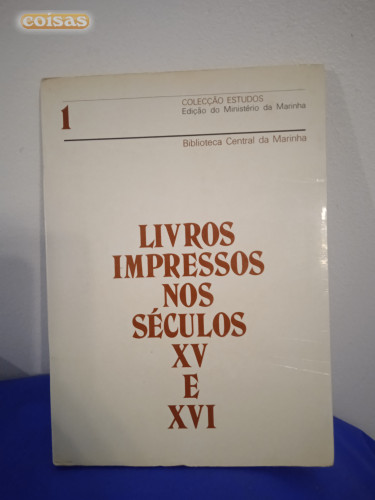 coisas
COLECÇÃO ESTUDOS
1
Edição do Ministério da Marinha
Biblioteca Central da Marinha
LIVROS
IMPRESSOS
NOS
SÉCULOS
XV
E
XVI